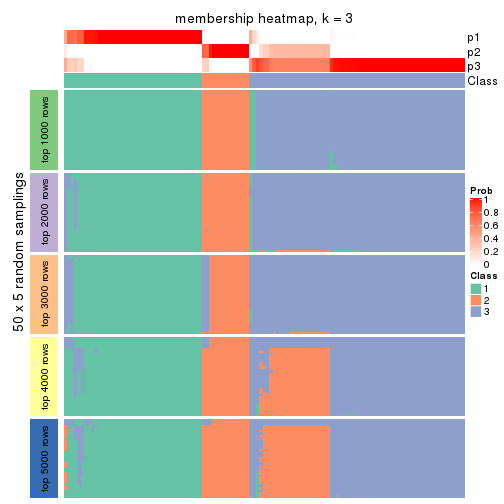 membership heatmap, k = 3
p1
p2
p3
Class
50 x 5 random samplings
top 1000 rows
top 2000 rows
top 3000 rows
top 4000 rows
top 5000 rows
Prob
1
0.8
0.6
0.4
0.2
0
Class
1
2
3